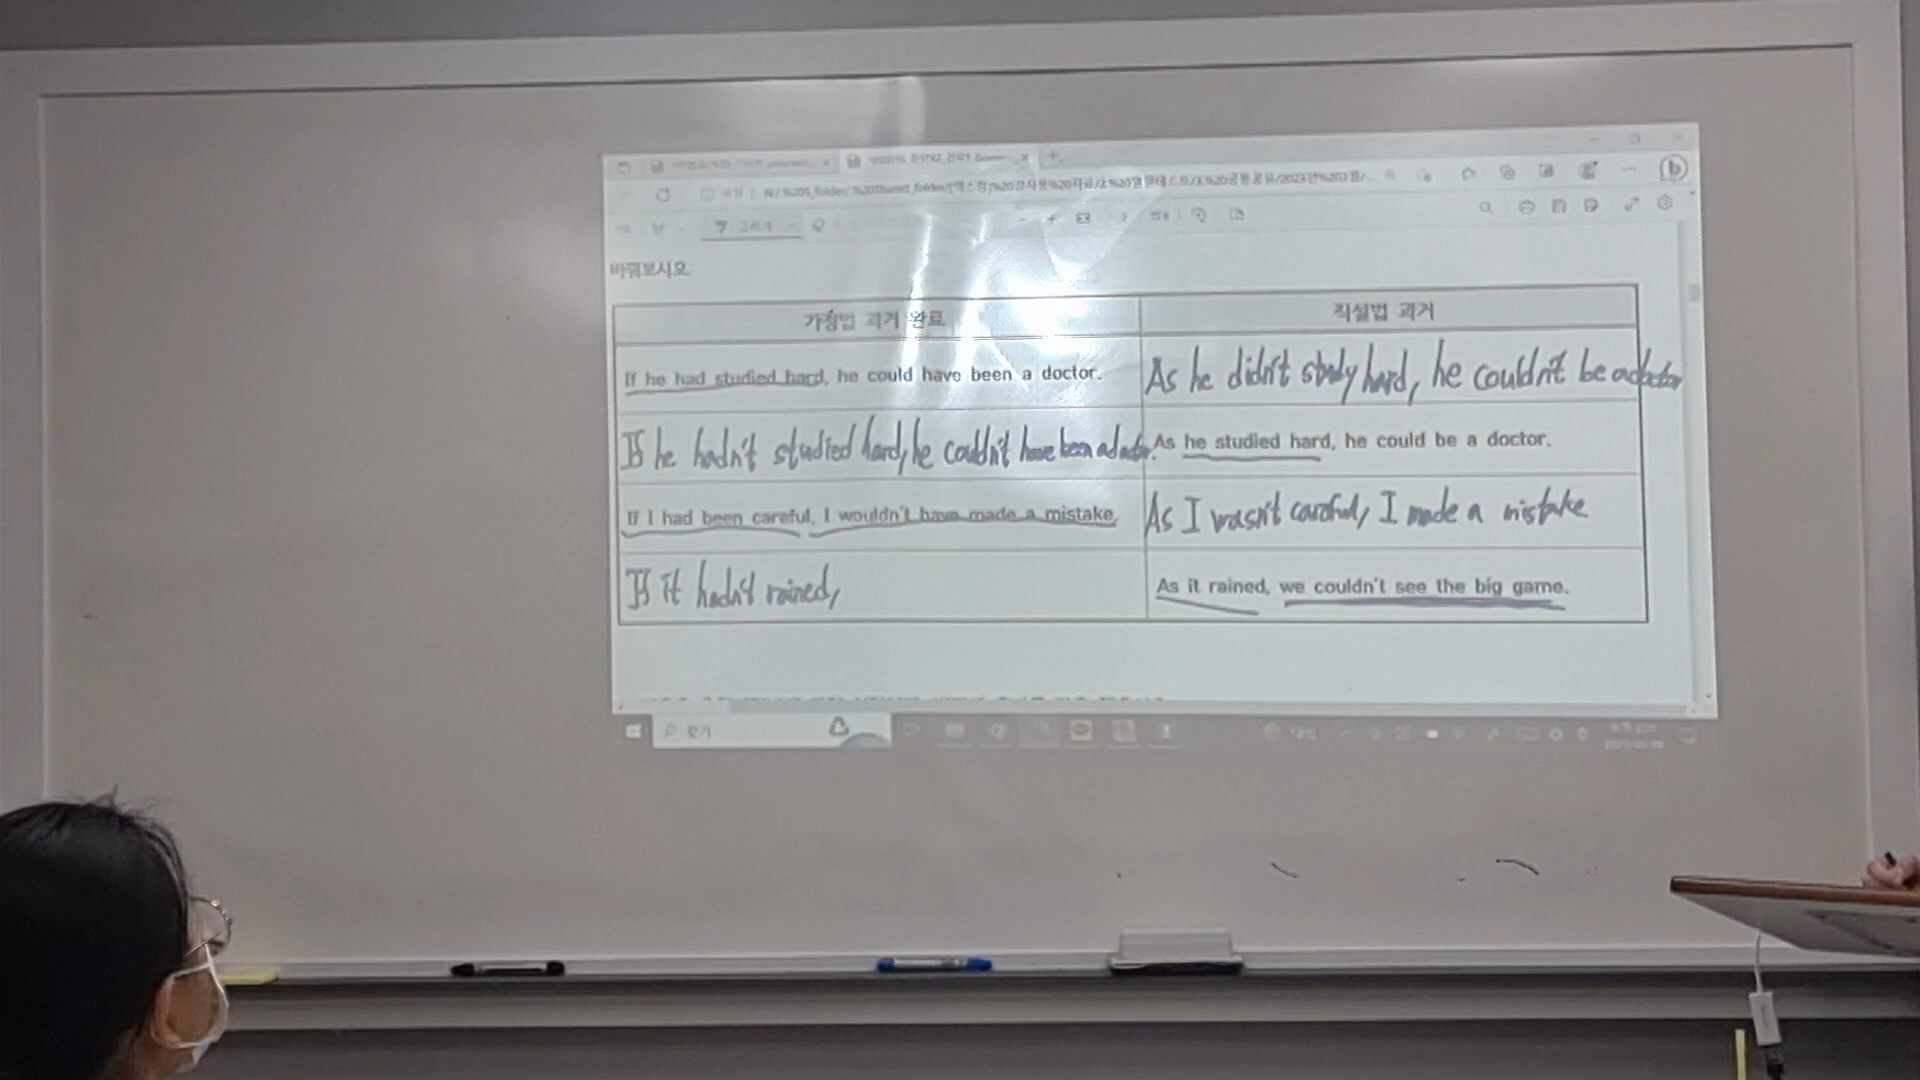 바꿔보시오
가정법 과거 완료
직설법 과거
If he had studied hard, he could have been a doctor.
As he didn't study hard, he couldn't be a doctor
If he hadn't studied hard, he couldn't have been a doctor.
As he studied hard, he could be a doctor.
If I had been careful, I wouldn't have made a mistake.
As I wasn't careful, I made a mistake
If it hadn't rained,
As it rained, we couldn't see the big game.
찾기